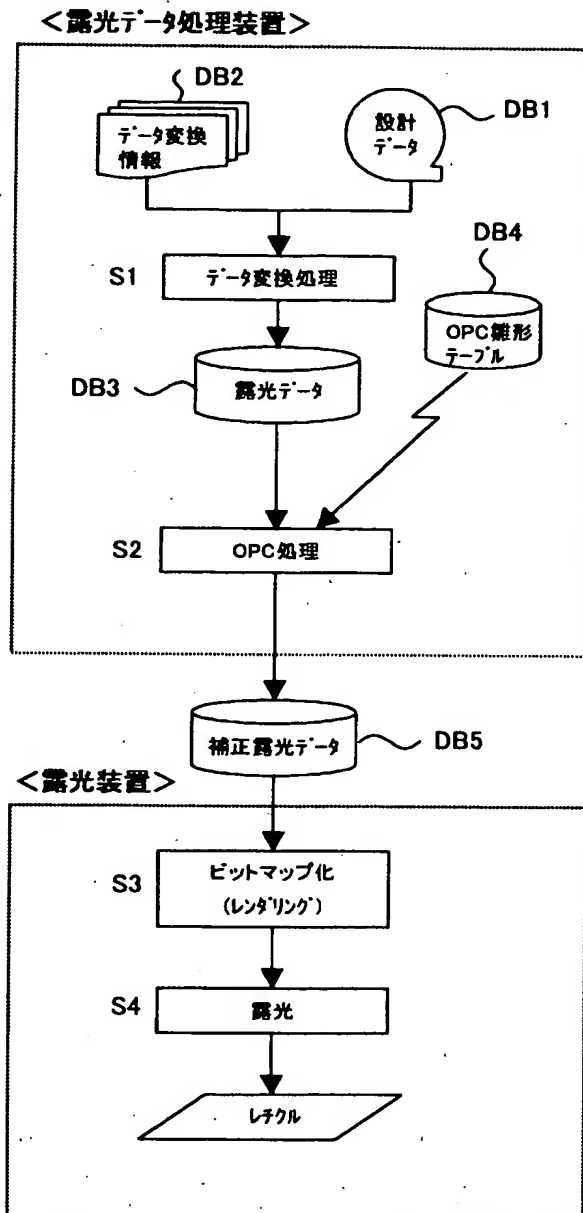 <露光データ処理装置>
DB2
データ変換
情報
設計
データ
DB1
S1
データ変換処理
DB4
OPC雛形
テーブル
DB3
露光データ
S2
OPC処理
補正露光データ
DB5
<露光装置>
S3
ビットマップ化
(レンダリング)
S4
露光
レチクル